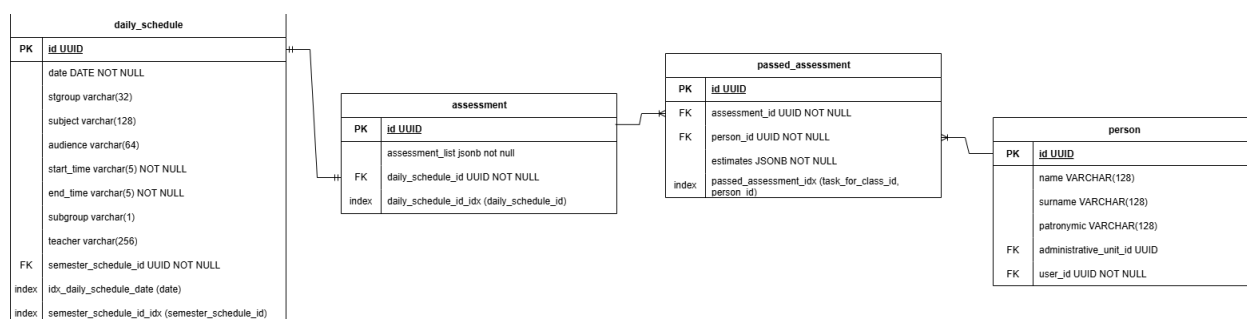 daily_schedule
PK id UUID
date DATE NOT NULL
stgroup varchar(32)
subject varchar(128)
audience varchar(64)
start_time varchar(5) NOT NULL
end_time varchar(5) NOT NULL
subgroup varchar(1)
teacher varchar(256)
FK semester_schedule_id UUID NOT NULL
index idx_daily_schedule_date (date)
index semester_schedule_id_idx (semester_schedule_id)
assessment
PK id UUID
assessment_list jsonb not null
FK daily_schedule_id UUID NOT NULL
index daily_schedule_id_idx (daily_schedule_id)
passed_assessment
PK id UUID
FK assessment_id UUID NOT NULL
FK person_id UUID NOT NULL
estimates JSONB NOT NULL
index passed_assessment_idx (task_for_class_id,
person_id)
person
PK id UUID
name VARCHAR(128)
surname VARCHAR(128)
patronymic VARCHAR(128)
FK administrative_unit_id UUID
FK user_id UUID NOT NULL